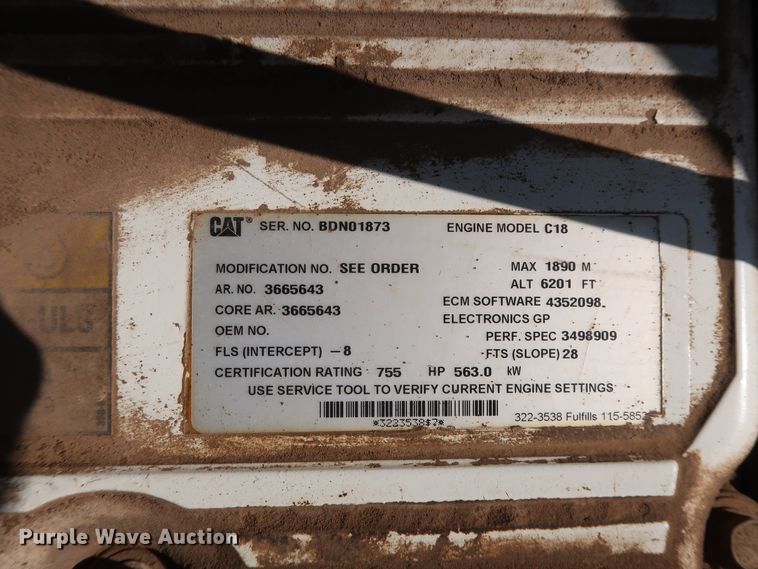 CAT® SER. NO. BDN01873 ENGINE MODEL C18
MODIFICATION NO. SEE ORDER MAX 1890 M
ALT 6201 FT
AR. NO. 3665643
ECM SOFTWARE 4352098
CORE AR. 3665643
ELECTRONICS GP
OEM NO.
PERF. SPEC 3498909
FLS (INTERCEPT) -8 FTS (SLOPE) 28
CERTIFICATION RATING 755 HP 563.0 kW
USE SERVICE TOOL TO VERIFY CURRENT ENGINE SETTINGS
322-3538 Fulfills 115-5852
Purple Wave Auction